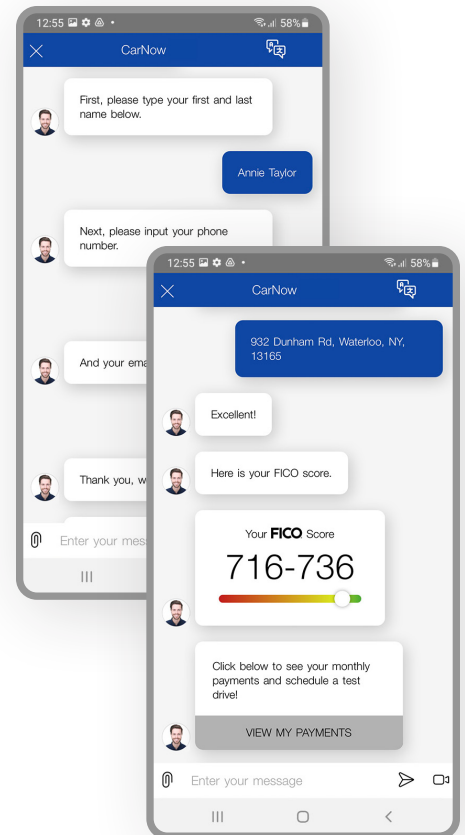 12:55
58%
CarNow
First, please type your first and last
name below.
Annie Taylor
Next, please input your phone
number.
And your ema
Thank you, w
Enter your mes
12:55
58%
CarNow
932 Dunham Rd, Waterloo, NY,
13165
Excellent!
Here is your FICO score.
Your FICO Score
716-736
Click below to see your monthly
payments and schedule a test
drive!
VIEW MY PAYMENTS
Enter your message